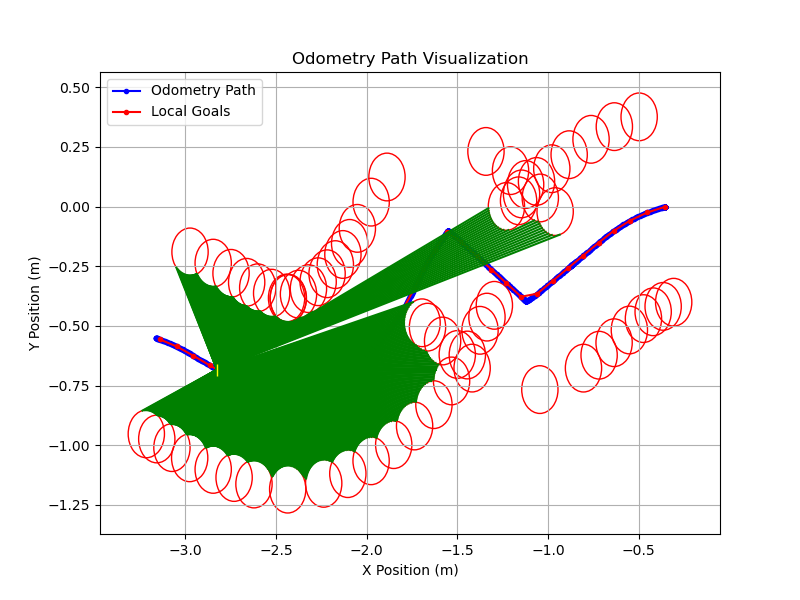 Odometry Path Visualization
Odometry Path
Local Goals
0.50
0.25
0.00
−0.25
−0.50
−0.75
−1.00
−1.25
Y Position (m)
−3.0 −2.5 −2.0 −1.5 −1.0 −0.5
X Position (m)